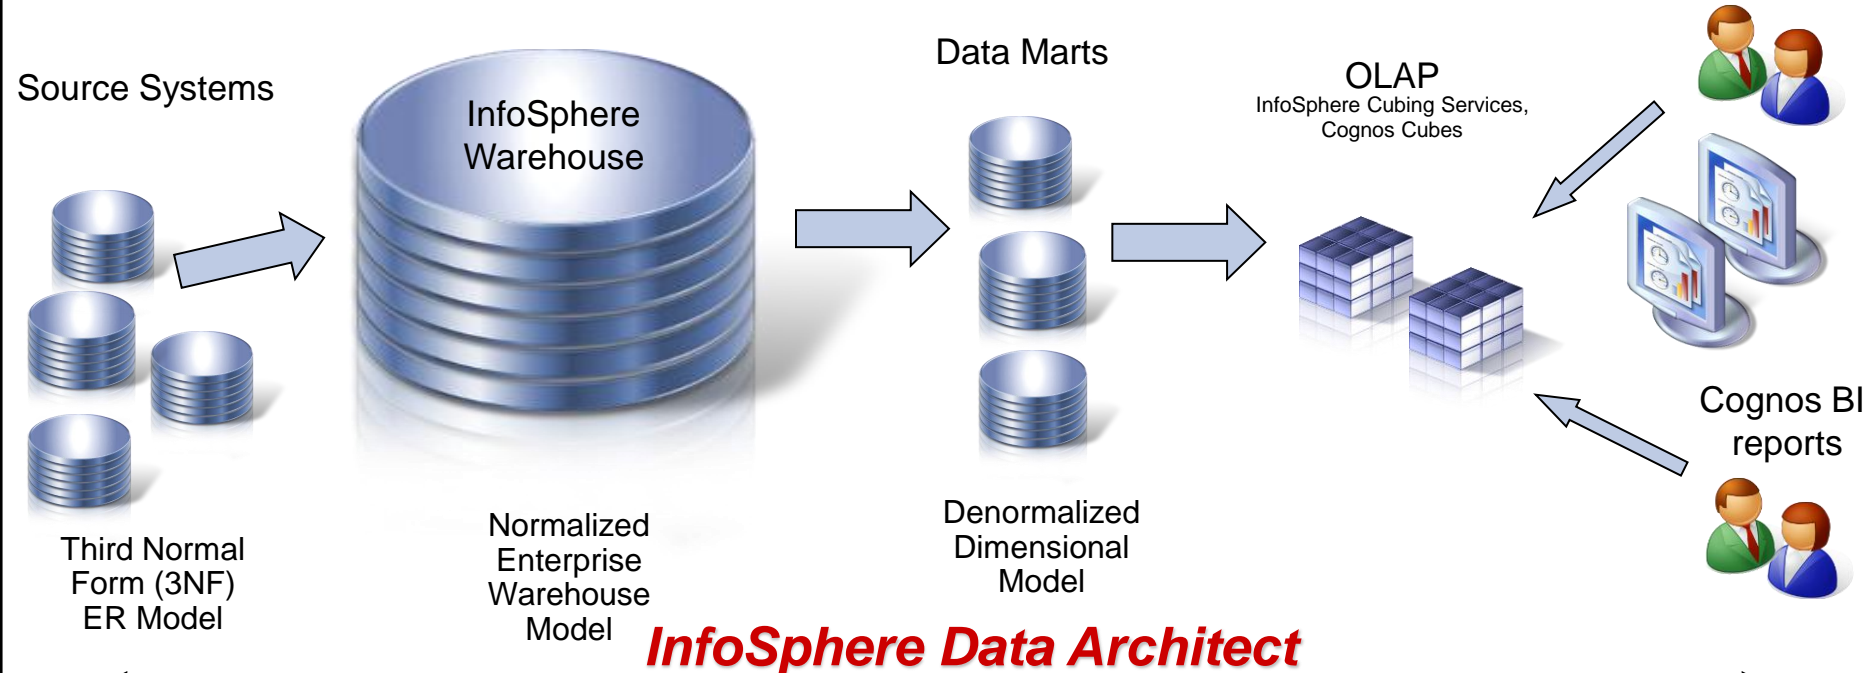 Source Systems
InfoSphere
Warehouse
Data Marts
OLAP
InfoSphere Cubing Services,
Cognos Cubes
Cognos BI
reports
Third Normal
Form (3NF)
ER Model
Normalized
Enterprise
Warehouse
Model
Denormalized
Dimensional
Model
InfoSphere Data Architect